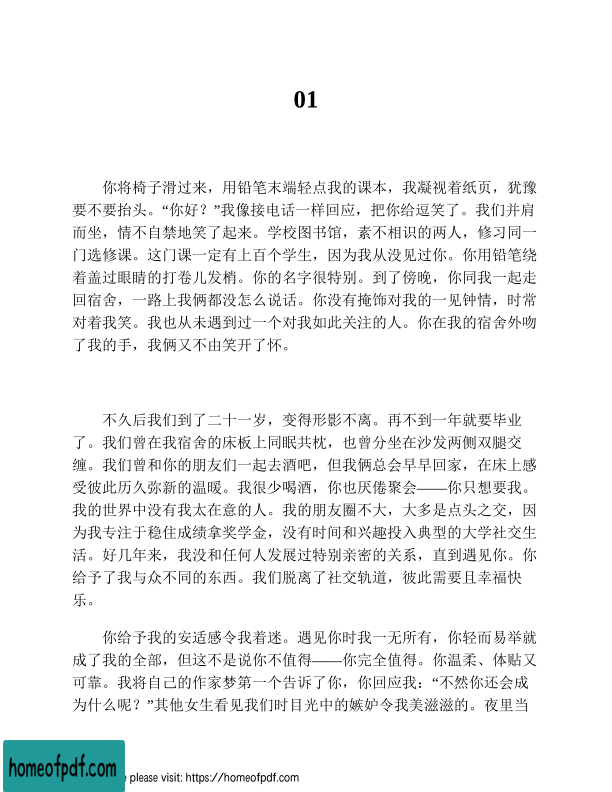 01
你将椅子滑过来，用铅笔末端轻点我的课本，我凝视着纸页，犹豫
要不要抬头。“你好？”我像接电话一样回应，把你给逗笑了。我们并肩
而坐，情不自禁地笑了起来。学校图书馆，素不相识的两人，修习同一
门选修课。这门课一定有上百个学生，因为我从没见过你。你用铅笔绕
着盖过眼睛的打卷儿发梢。你的名字很特别。到了傍晚，你同我一起走
回宿舍，一路上我俩都没怎么说话。你没有掩饰对我的一见钟情，时常
对着我笑。我也从未遇到过一个对我如此关注的人。你在我的宿舍外吻
了我的手，我俩又不由笑开了怀。
不久后我们到了二十一岁，变得形影不离。再不到一年就要毕业
了。我们曾在我宿舍的床板上同眠共枕，也曾分坐在沙发两侧双腿交
缠。我们曾和你的朋友们一起去酒吧，但我俩总会早早回家，在床上感
受彼此历久弥新的温暖。我很少喝酒，你也厌倦聚会——你只想要我。
我的世界中没有我太在意的人。我的朋友圈不大，大多是点头之交，因
为我专注于稳住成绩拿奖学金，没有时间和兴趣投入典型的大学社交生
活。好几年来，我没和任何人发展过特别亲密的关系，直到遇见你。你
给予了我与众不同的东西。我们脱离了社交轨道，彼此需要且幸福快
乐。
你给予我的安适感令我着迷。遇见你时我一无所有，你轻而易举就
成了我的全部，但这不是说你不值得——你完全值得。你温柔、体贴又
可靠。我将自己的作家梦第一个告诉了你，你回应我：“不然你还会成
为什么呢？”其他女生看见我们时目光中的嫉妒令我美滋滋的。夜里当
homeofpdf.com
e please visit: https://homeofpdf.com